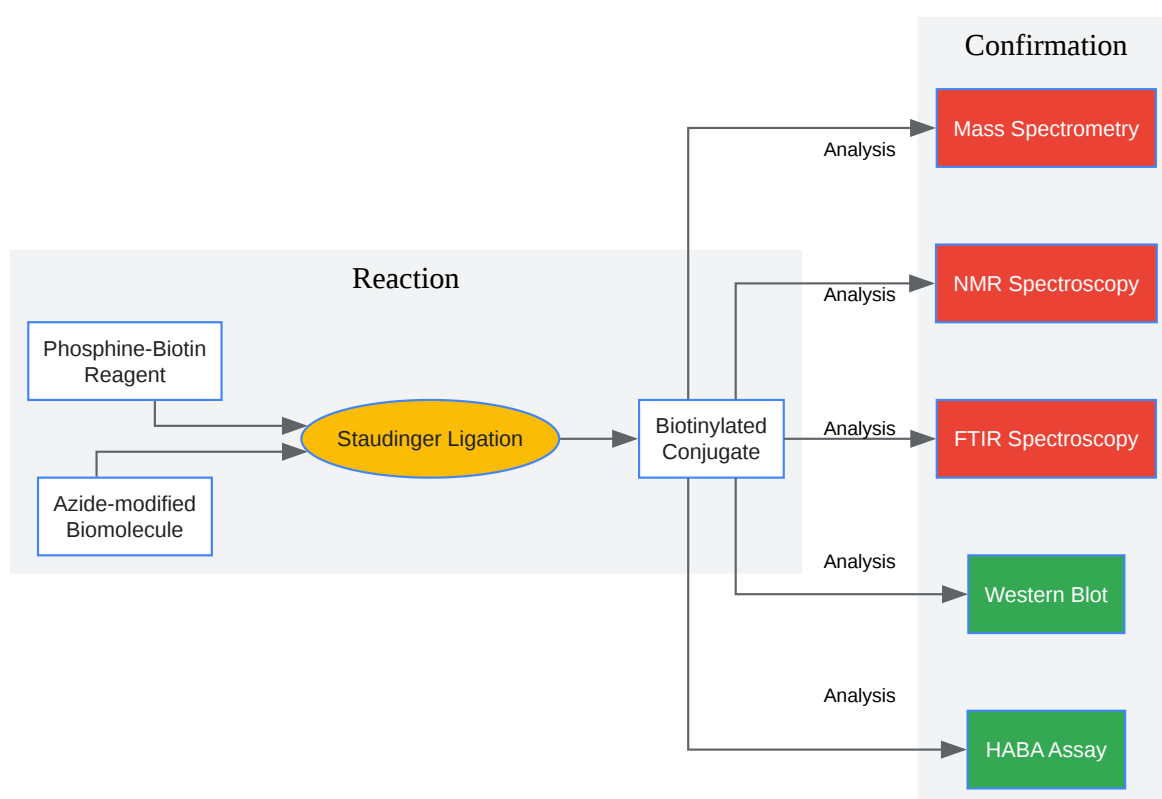 Confirmation
Mass Spectrometry
Analysis
Reaction
NMR Spectroscopy
Analysis
Phosphine-Biotin
Reagent
Staudinger Ligation
Biotinylated
Conjugate
Analysis
FTIR Spectroscopy
Azide-modified
Biomolecule
Analysis
Western Blot
Analysis
HABA Assay